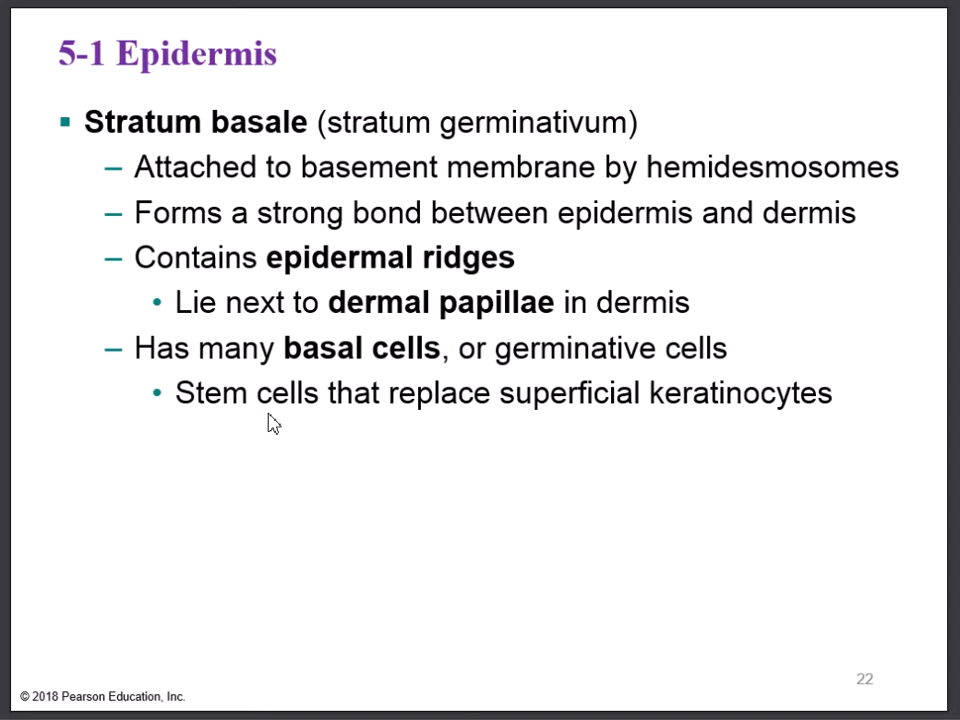 5-1 Epidermis
▪ Stratum basale (stratum germinativum)
– Attached to basement membrane by hemidesmosomes
– Forms a strong bond between epidermis and dermis
– Contains epidermal ridges
• Lie next to dermal papillae in dermis
– Has many basal cells, or germinative cells
• Stem cells that replace superficial keratinocytes
22
© 2018 Pearson Education, Inc.